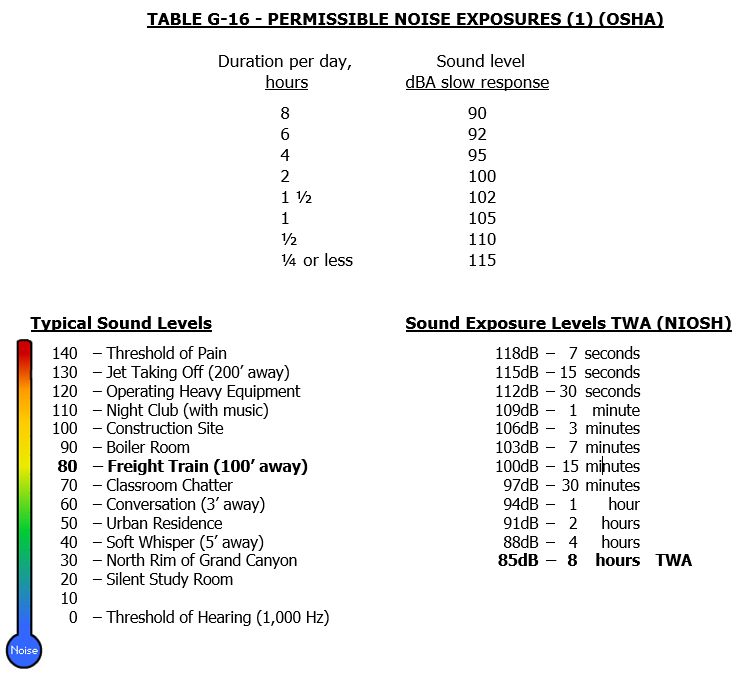 TABLE G-16 - PERMISSIBLE NOISE EXPOSURES (1) (OSHA)
Duration per day, Sound level
hours dBA slow response
8 90
6 92
4 95
2 100
1 ½ 102
1 105
½ 110
¼ or less 115
Typical Sound Levels
140 – Threshold of Pain
130 – Jet Taking Off (200’ away)
120 – Operating Heavy Equipment
110 – Night Club (with music)
100 – Construction Site
90 – Boiler Room
80 – Freight Train (100’ away)
70 – Classroom Chatter
60 – Conversation (3’ away)
50 – Urban Residence
40 – Soft Whisper (5’ away)
30 – North Rim of Grand Canyon
20 – Silent Study Room
10
0 – Threshold of Hearing (1,000 Hz)
Noise
Sound Exposure Levels TWA (NIOSH)
118dB – 7 seconds
115dB – 15 seconds
112dB – 30 seconds
109dB – 1 minute
106dB – 3 minutes
103dB – 7 minutes
100dB – 15 minutes
97dB – 30 minutes
94dB – 1 hour
91dB – 2 hours
88dB – 4 hours
85dB – 8 hours TWA